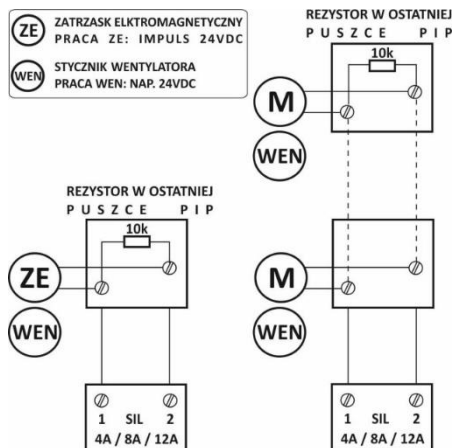 ZE ZATRZASK ELKTROMAGNETYCZNY
PRACA ZE: IMPULS 24VDC
WEN STYCZNIK WENTYLATORA
PRACA WEN: NAP. 24VDC
REZYSTOR W OSTATNIEJ
PUSZCE PIP
10k
M
WEN
REZYSTOR W OSTATNIEJ
PUSZCE PIP
10k
ZE
WEN
M
WEN
1 SIL 2
4A / 8A / 12A
1 SIL 2
4A / 8A / 12A